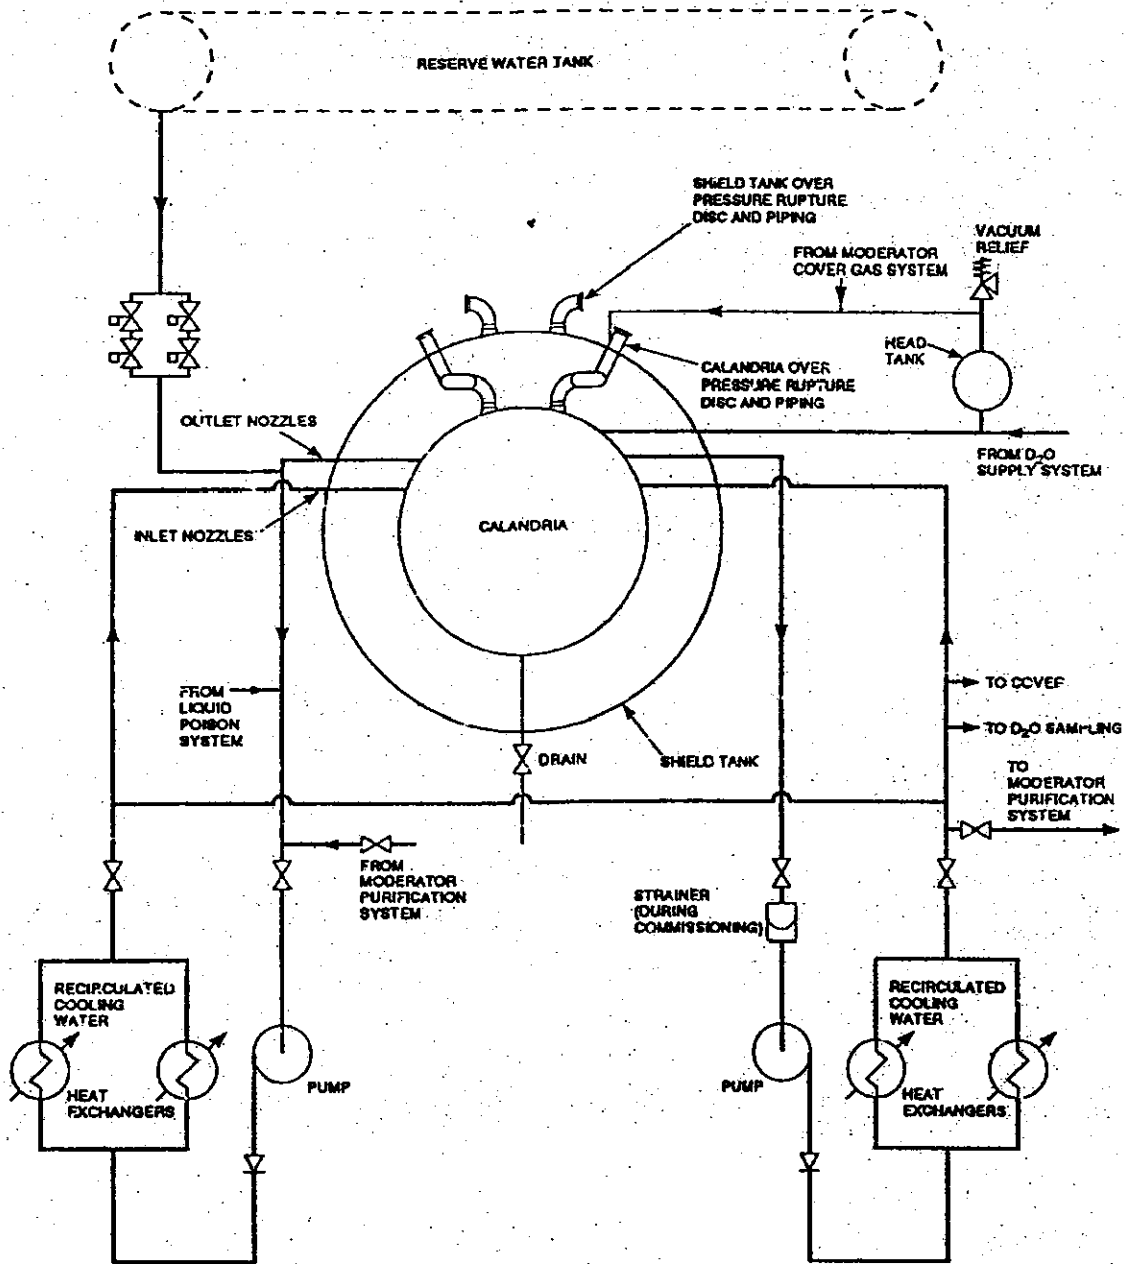 RESERVE WATER TANK
SHIELD TANK OVER
PRESSURE RUPTURE
DISC AND PIPING
VACUUM
RELIEF
FROM MODERATOR
COVER GAS SYSTEM
HEAD
TANK
CALANDRIA OVER
PRESSURE RUPTURE
DISC AND PIPING
OUTLET NOZZLES
FROM D₂O
SUPPLY SYSTEM
INLET NOZZLES
CALANDRIA
FROM
LIQUID
POISON
SYSTEM
TO COVER
TO D₂O SAMPLING
DRAIN
SHIELD TANK
TO
MODERATOR
PURIFICATION
SYSTEM
FROM
MODERATOR
PURIFICATION
SYSTEM
STRAINER
(DURING
COMMISSIONING)
RECIRCULATED
COOLING
WATER
RECIRCULATED
COOLING
WATER
HEAT
EXCHANGERS
PUMP
PUMP
HEAT
EXCHANGERS